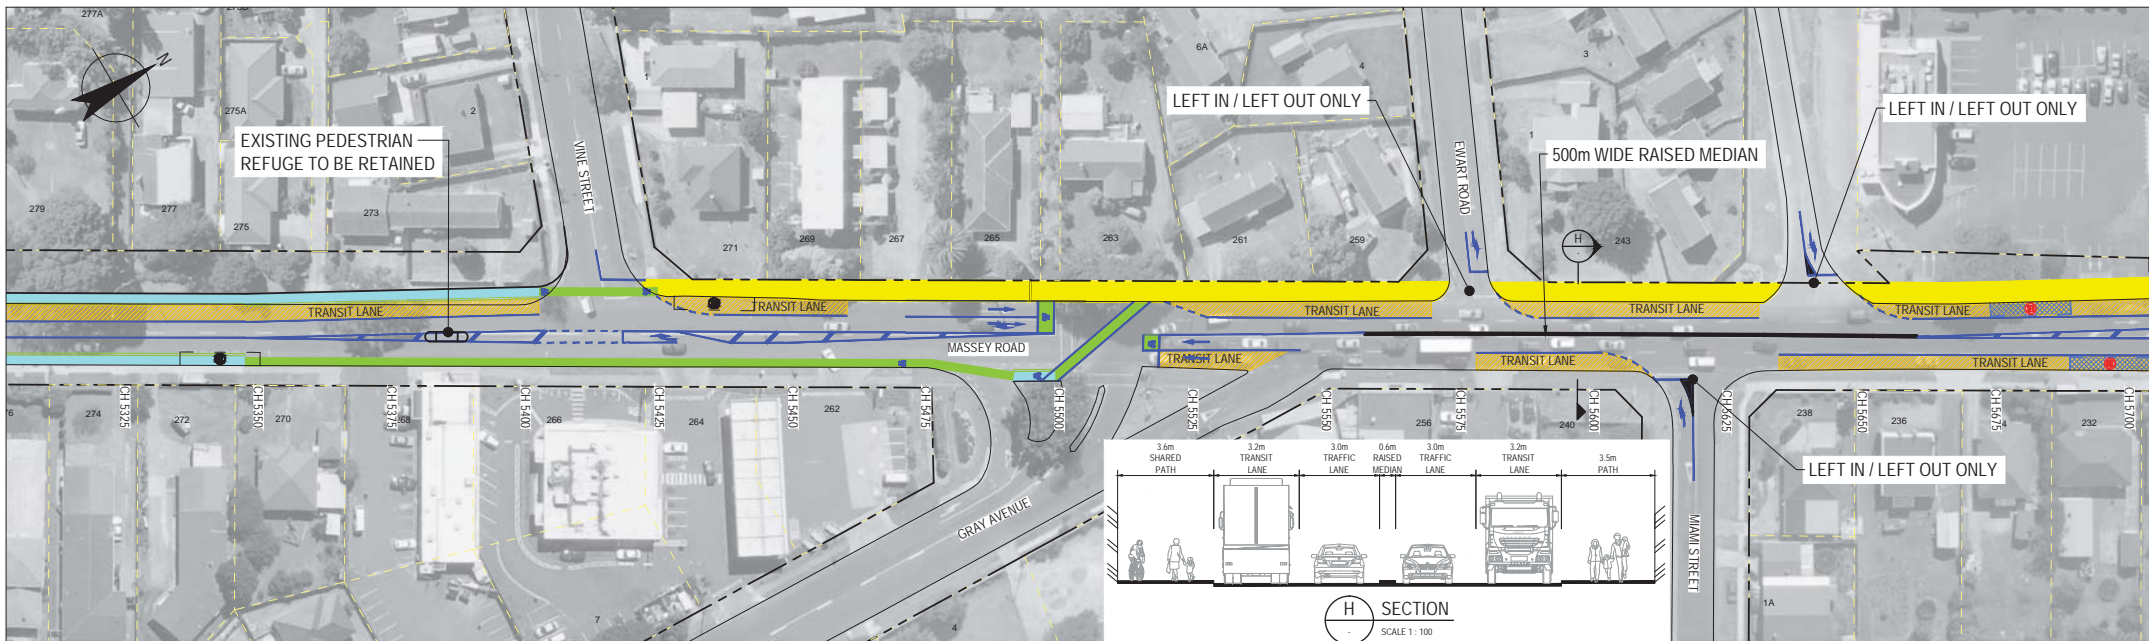 277A
275B
N
275A
2
1
6A
4
3
1
EXISTING PEDESTRIAN
REFUGE TO BE RETAINED
LEFT IN / LEFT OUT ONLY
LEFT IN / LEFT OUT ONLY
500m WIDE RAISED MEDIAN
VINE STREET
EWART ROAD
279
277
275
273
271
269
267
265
263
261
259
H
-
243
TRANSIT LANE
TRANSIT LANE
TRANSIT LANE
TRANSIT LANE
TRANSIT LANE
MASSEY ROAD
TRANSIT LANE
TRANSIT LANE
TRANSIT LANE
CH 5325
CH 5350
CH 5375
CH 5400
CH 5425
CH 5450
CH 5475
CH 5500
CH 5525
CH 5550
CH 5575
CH 5600
CH 5625
CH 5650
CH 5675
CH 5700
274
272
270
266
264
262
256
240
238
236
232
GRAY AVENUE
MIAMI STREET
LEFT IN / LEFT OUT ONLY
3.6m
SHARED
PATH
3.2m
TRANSIT
LANE
3.0m
TRAFFIC
LANE
0.6m
RAISED
MEDIAN
3.0m
TRAFFIC
LANE
3.2m
TRANSIT
LANE
3.5m
PATH
H
-
SECTION
SCALE 1 : 100
7
4
1A